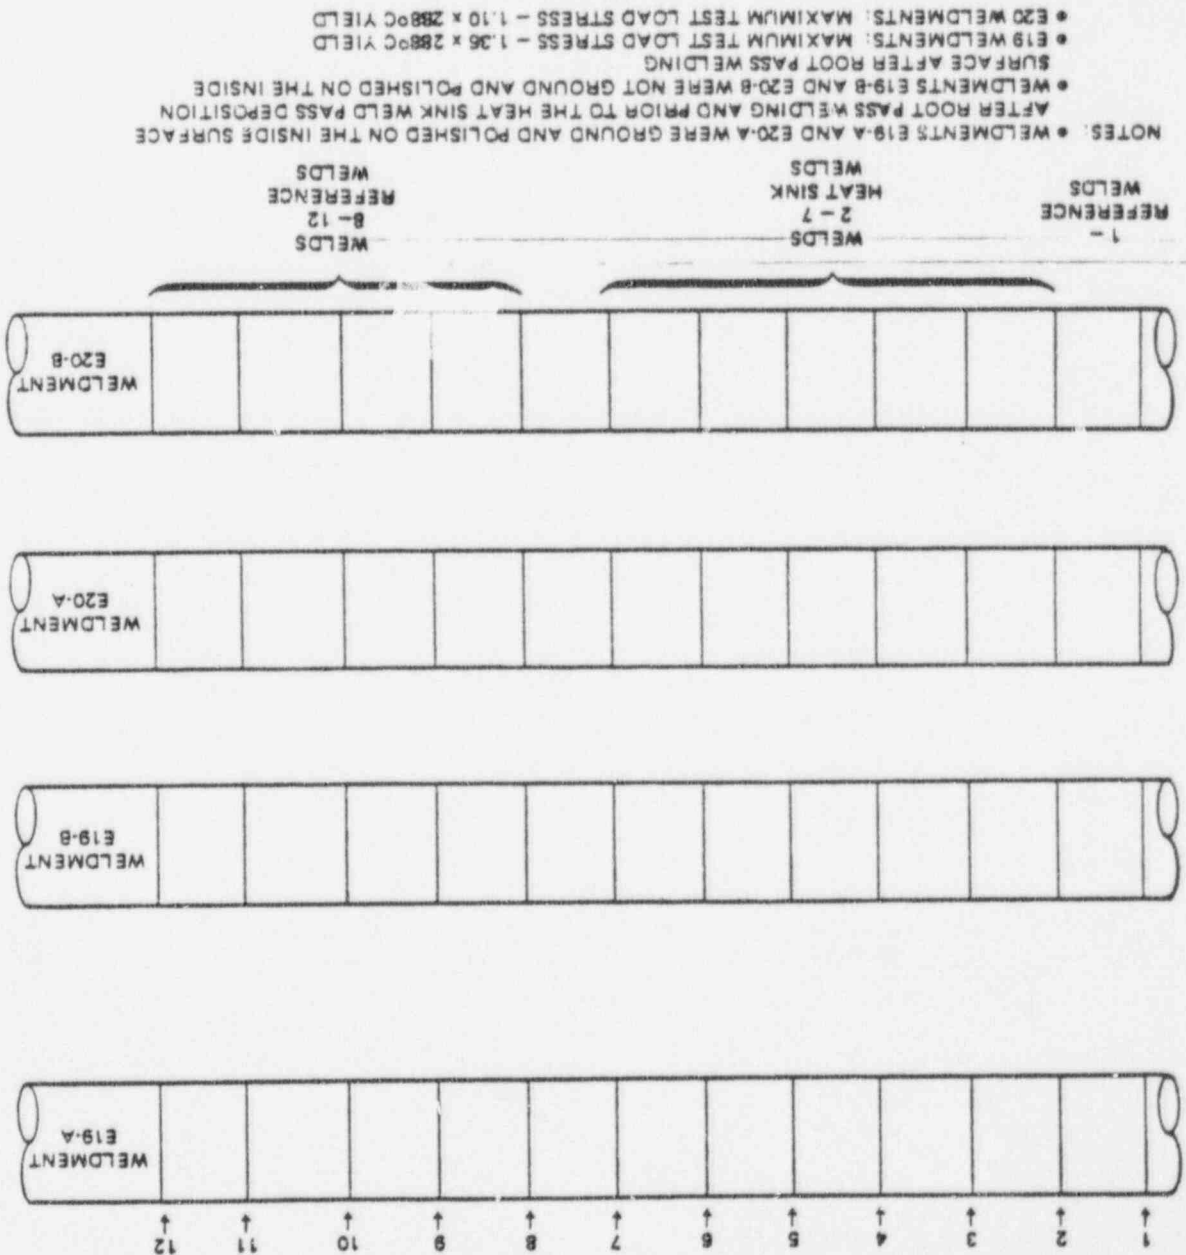 1 2 3 4 5 6 7 8 9 10 11 12
WELDMENT
E19-A
WELDMENT
E19-B
WELDMENT
E20-A
WELDMENT
E20-B
1 –
REFERENCE
WELDS
WELDS
2 – 7
HEAT SINK
WELDS
WELDS
8 – 12
REFERENCE
WELDS
NOTES: • WELDMENTS E19-A AND E20-A WERE GROUND AND POLISHED ON THE INSIDE SURFACE
AFTER ROOT PASS WELDING AND PRIOR TO THE HEAT SINK WELD PASS DEPOSITION
• WELDMENTS E19-B AND E20-B WERE NOT GROUND AND POLISHED ON THE INSIDE
SURFACE AFTER ROOT PASS WELDING
• E19 WELDMENTS: MAXIMUM TEST LOAD STRESS – 1.36 x 288ºC YIELD
• E20 WELDMENTS: MAXIMUM TEST LOAD STRESS – 1.10 x 288ºC YIELD